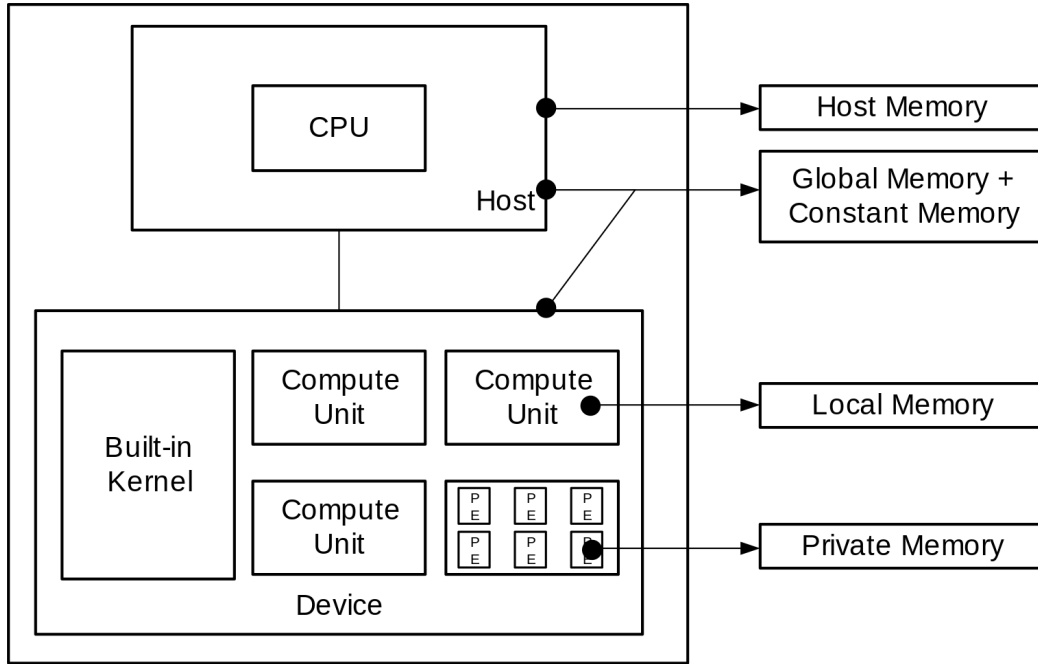 CPU
Host
Host Memory
Global Memory +
Constant Memory
Built-in
Kernel
Compute
Unit
Compute
Unit
Local Memory
Compute
Unit
P
E
P
E
P
E
P
E
P
E
P
E
Private Memory
Device